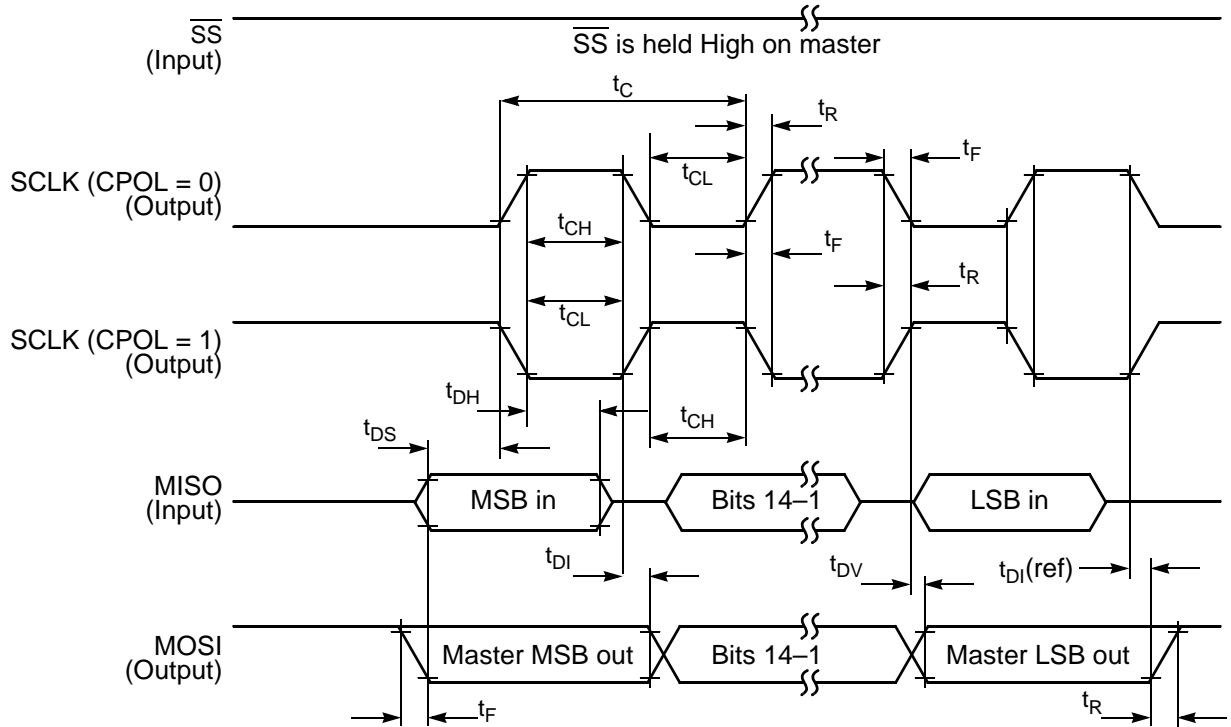 SS
(Input)
SS is held High on master
tC
tR
tF
tCL
SCLK (CPOL = 0)
(Output)
tCH
tF
tR
tCL
SCLK (CPOL = 1)
(Output)
tDH
tCH
tDS
MISO
(Input)
MSB in
Bits 14–1
LSB in
tDI
tDV
tDI(ref)
MOSI
(Output)
Master MSB out
Bits 14–1
Master LSB out
tF
tR